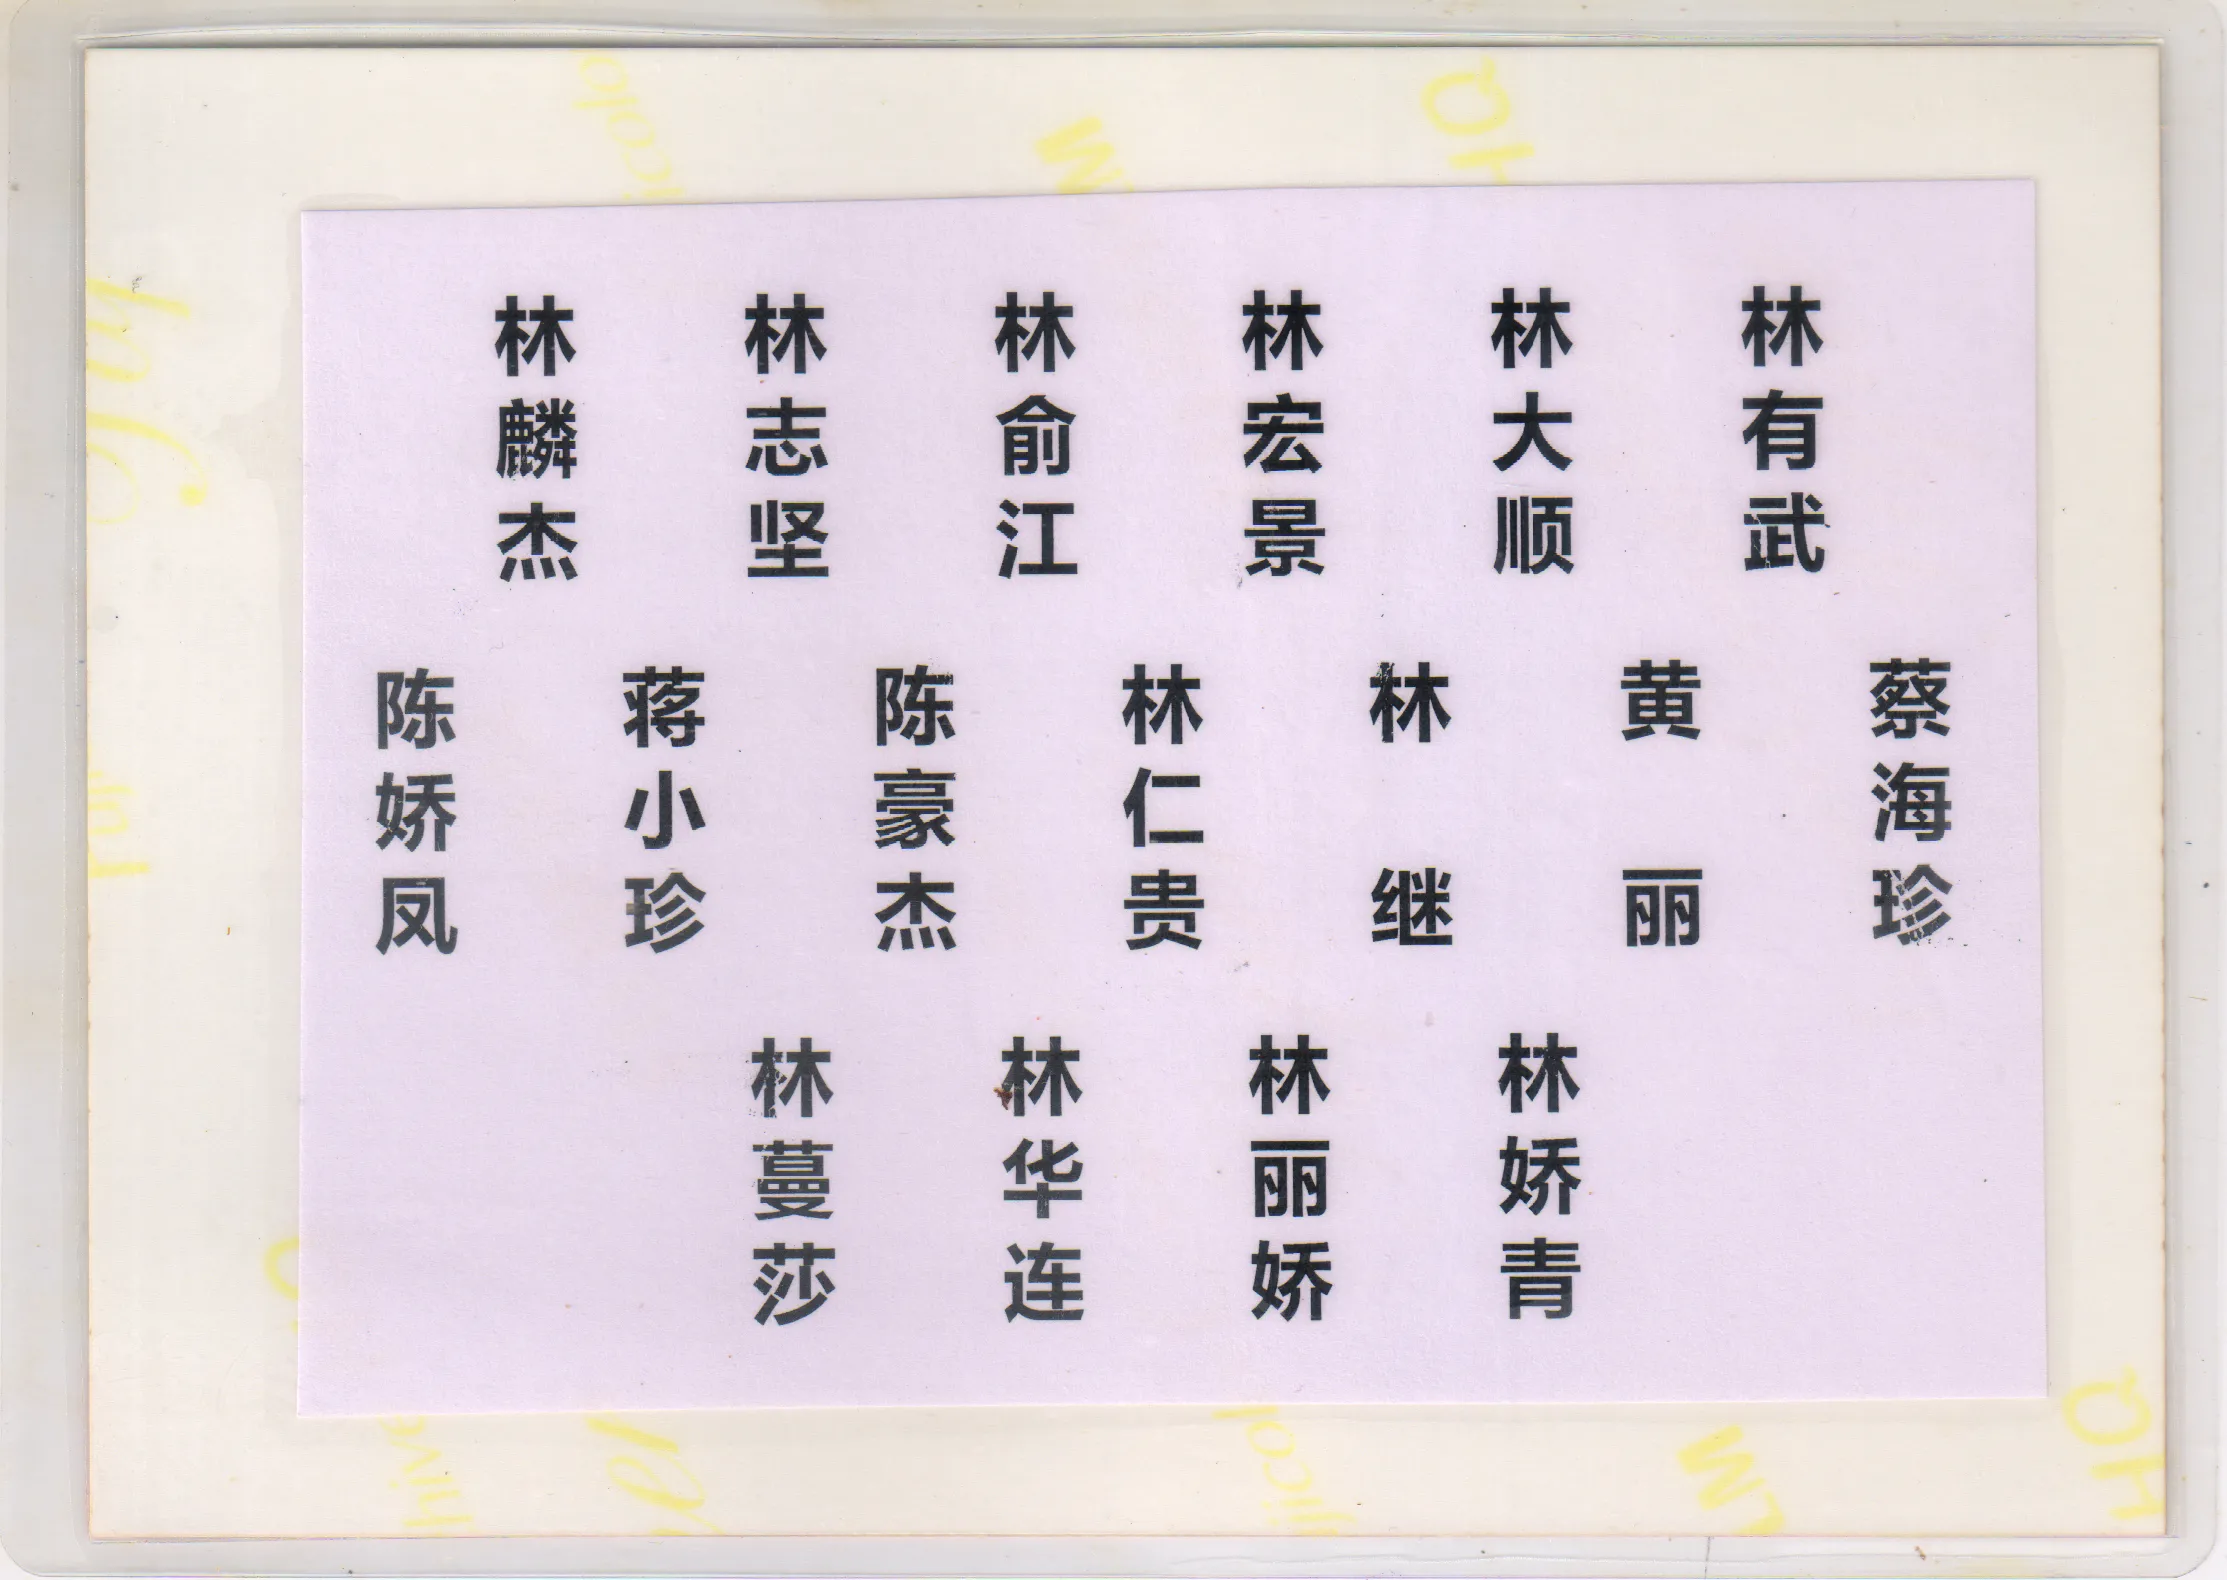 林麟杰
林志坚
林俞江
林宏景
林大顺
林有武
陈娇凤
蒋小珍
陈豪杰
林仁贵
林继
黄丽
蔡海珍
林蔓莎
林华连
林丽娇
林娇青